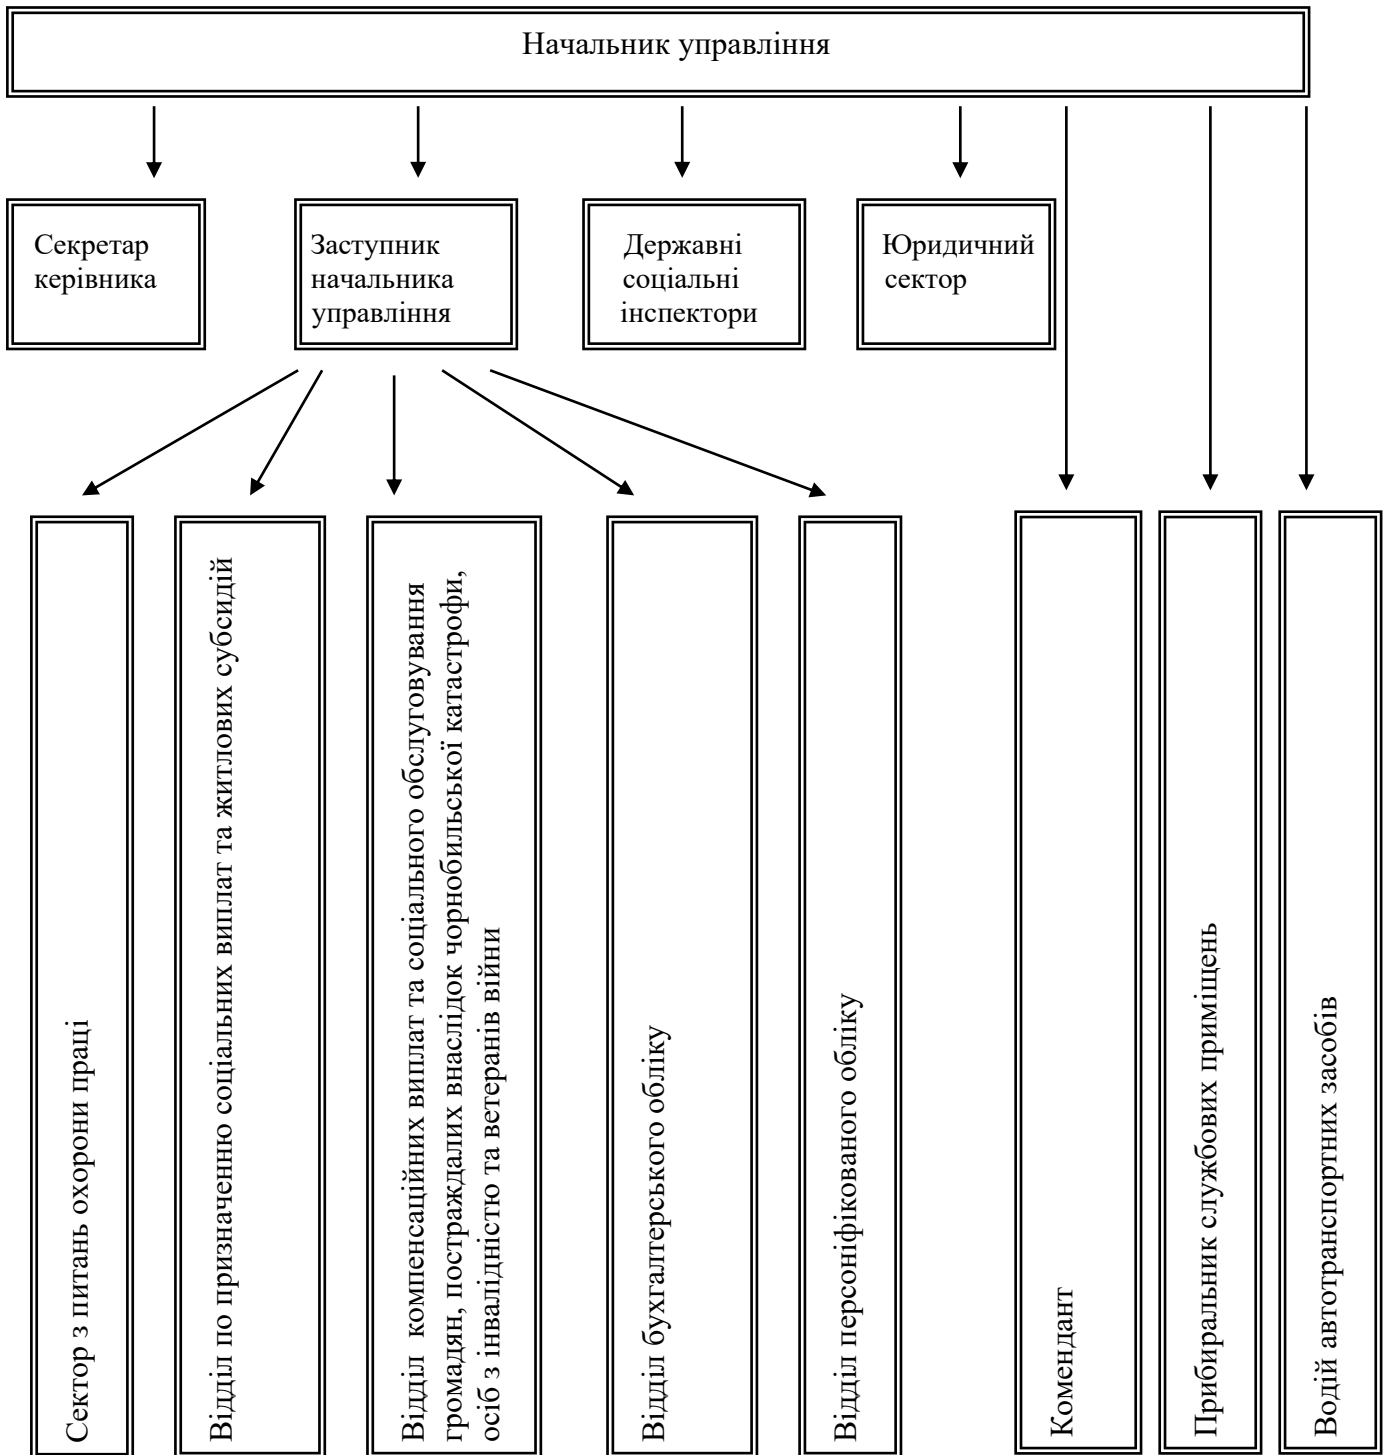 Начальник управління
Секретар
керівника
Заступник
начальника
управління
Державні
соціальні
інспектори
Юридичний
сектор
Сектор з питань охорони праці
Відділ по призначенню соціальних виплат та житлових субсидій
Відділ компенсаційних виплат та соціального обслуговування
громадян, постраждалих внаслідок чорнобильської катастрофи,
осіб з інвалідністю та ветеранів війни
Відділ бухгалтерського обліку
Відділ персоніфікованого обліку
Комендант
Прибиральник службових приміщень
Водій автотранспортних засобів